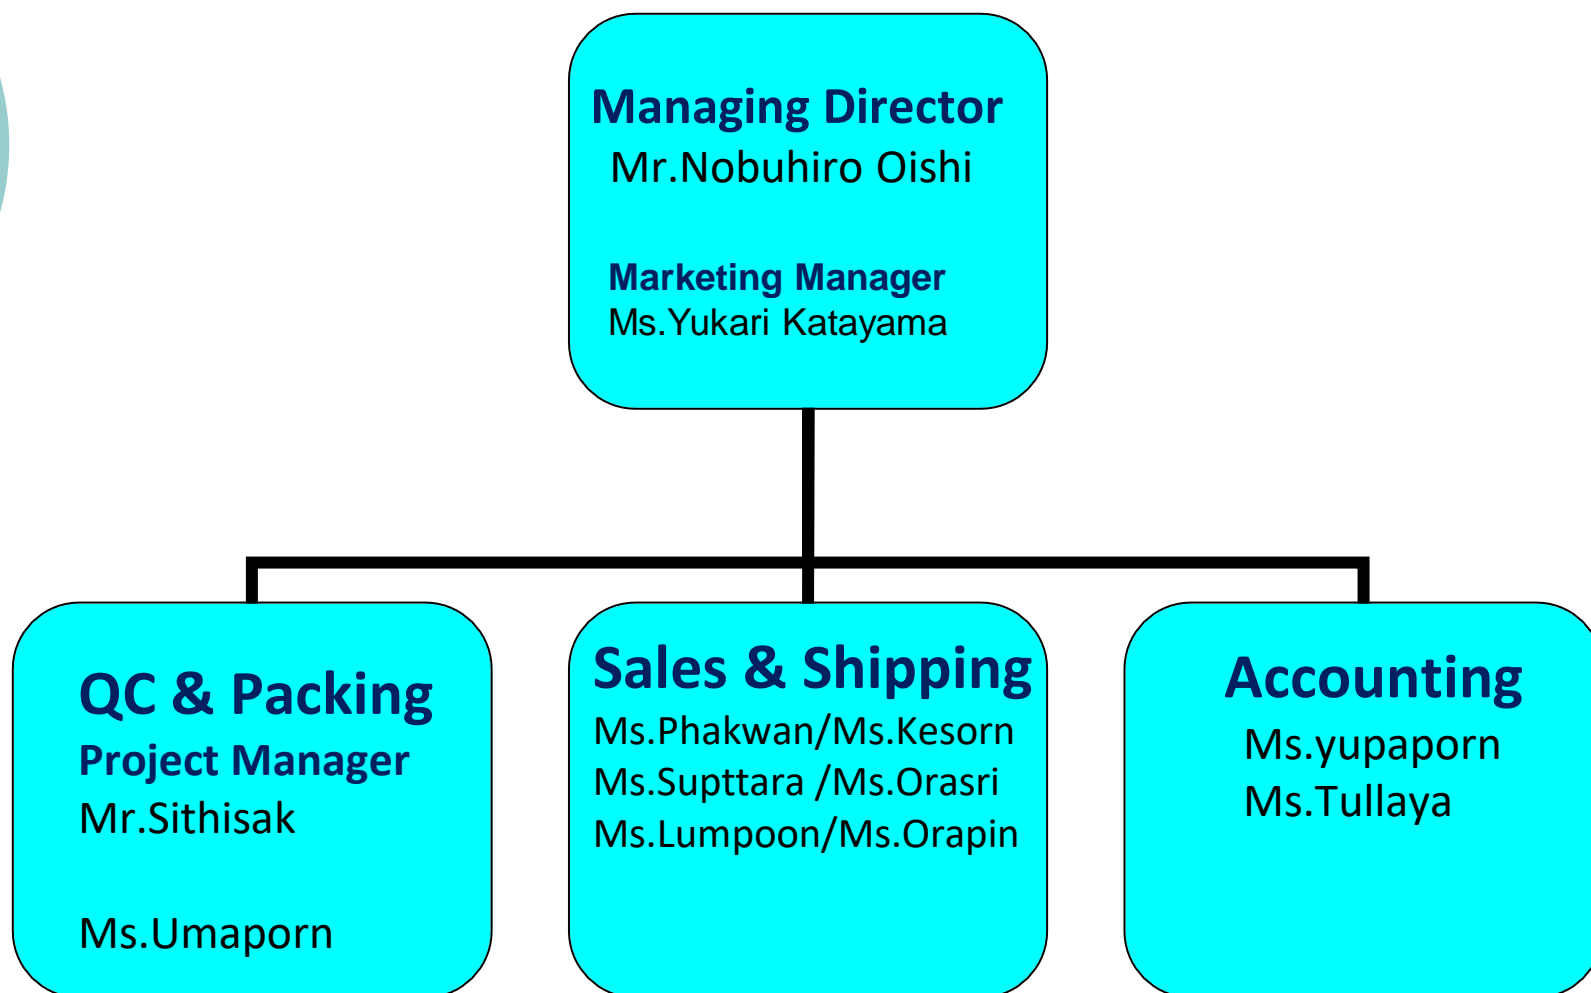 Managing Director
Mr.Nobuhiro Oishi
Marketing Manager
Ms.Yukari Katayama
QC & Packing
Project Manager
Mr.Sithisak
Ms.Umaporn
Sales & Shipping
Ms.Phakwan/Ms.Kesorn
Ms.Supttara /Ms.Orasri
Ms.Lumpoon/Ms.Orapin
Accounting
Ms.yupaporn
Ms.Tullaya